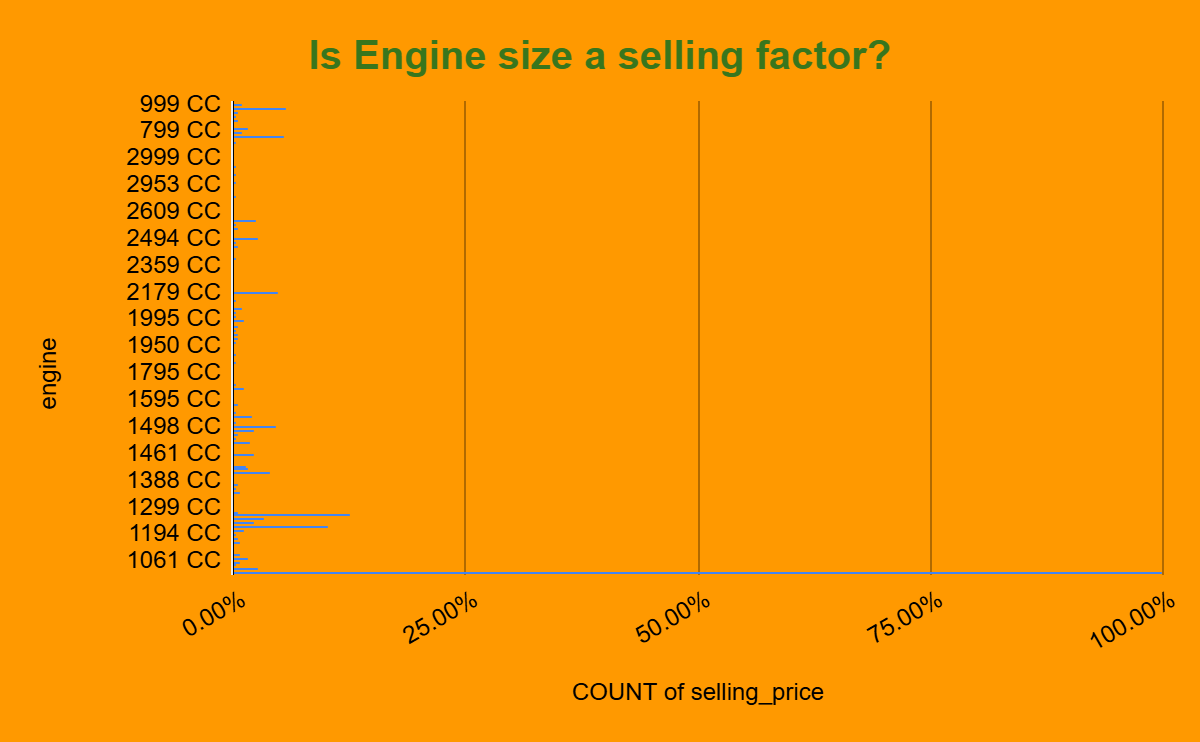 Is Engine size a selling factor?
999 CC
799 CC
2999 CC
2953 CC
2609 CC
2494 CC
2359 CC
2179 CC
1995 CC
1950 CC
1795 CC
1595 CC
1498 CC
1461 CC
1388 CC
1299 CC
1194 CC
1061 CC
engine
0.00%
25.00%
50.00%
75.00%
100.00%
COUNT of selling_price